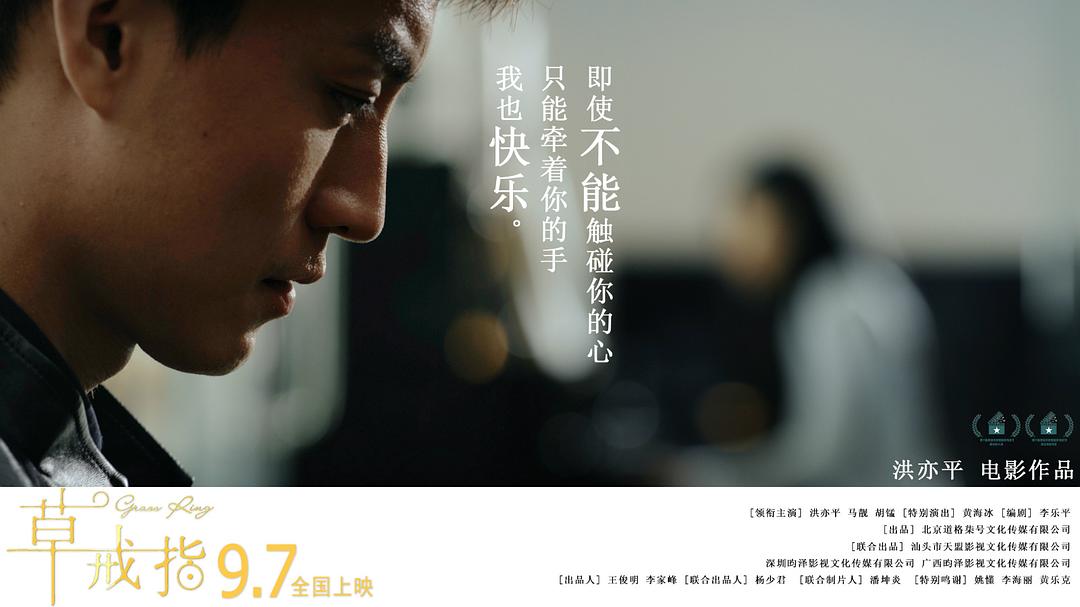 即使不能触碰你的心
只能牵着你的手
我也快乐。
洪亦平 电影作品
草戒指
Grass Ring
9.7全国上映
[领衔主演] 洪亦平 马靓 胡锰 [特别演出] 黄海冰 [编剧] 李乐平
[出品] 北京道格柒号文化传媒有限公司
[联合出品] 汕头市天盟影视文化传媒有限公司
深圳昀泽影视文化传媒有限公司 广西昀泽影视文化传媒有限公司
[出品人] 王俊明 李家峰 [联合出品人] 杨少君 [联合制片人] 潘坤炎 [特别鸣谢] 姚懂 李海丽 黄乐克